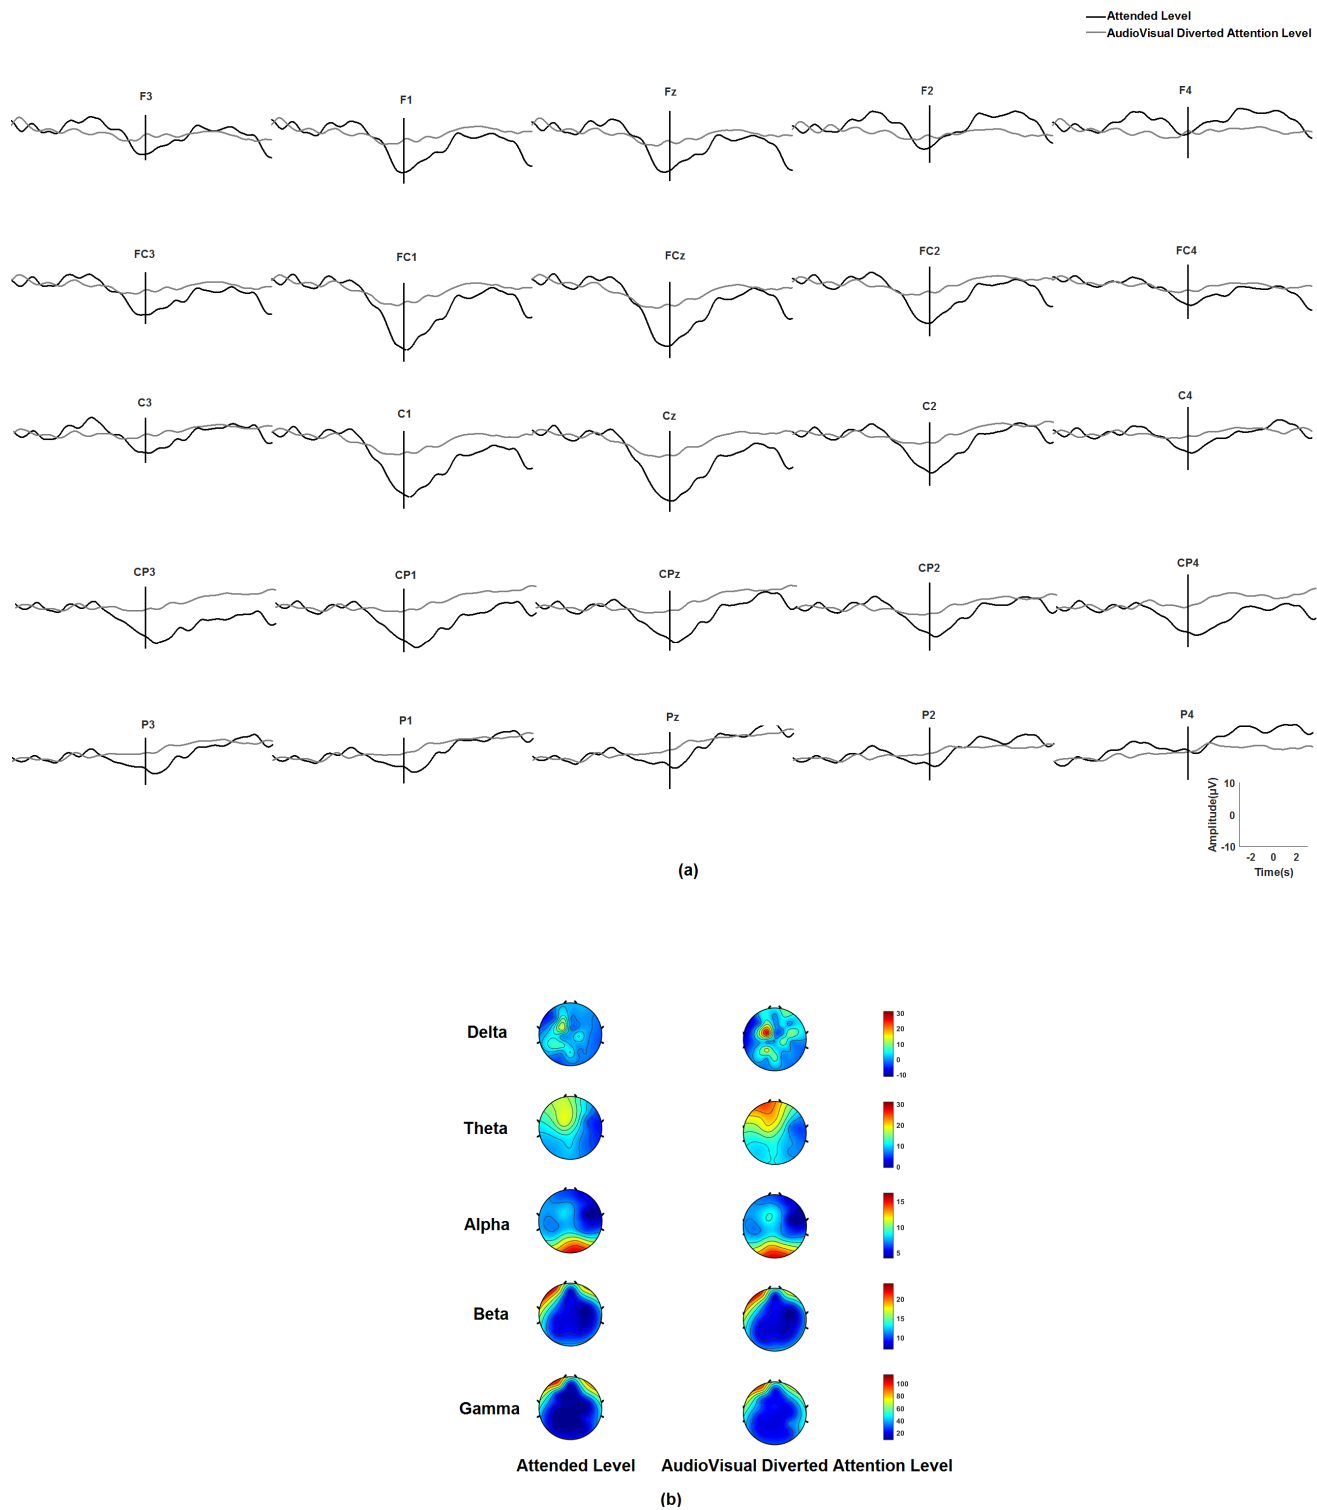 Attended Level
AudioVisual Diverted Attention Level
F3
F1
Fz
F2
F4
FC3
FC1
FCz
FC2
FC4
C3
C1
Cz
C2
C4
CP3
CP1
CPz
CP2
CP4
P3
P1
Pz
P2
P4
Amplitude(µV)
10
0
-10
-2 0 2
Time(s)
(a)
Delta
30
20
10
0
-10
Theta
30
20
10
0
Alpha
15
10
5
Beta
20
15
10
Gamma
100
80
60
40
20
Attended Level
AudioVisual Diverted Attention Level
(b)